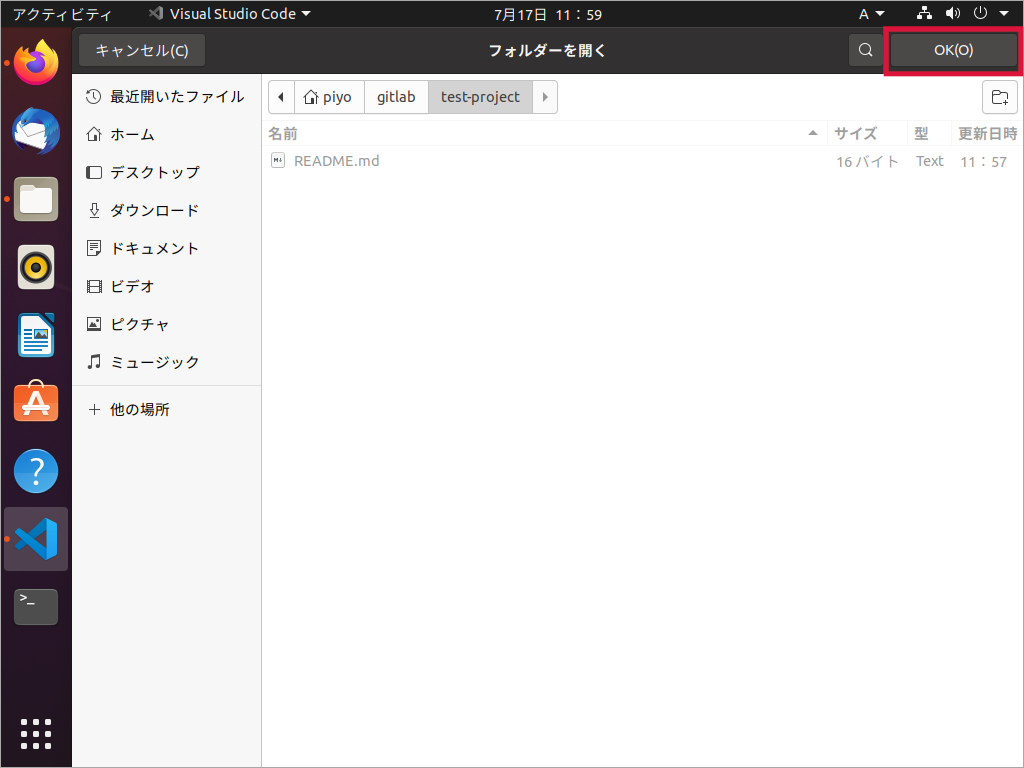 アクティビティ Visual Studio Code 7月17日 11：59 A
キャンセル(C) フォルダーを開く OK(O)
最近開いたファイル
ホーム
デスクトップ
ダウンロード
ドキュメント
ビデオ
ピクチャ
ミュージック
他の場所
piyo gitlab test-project
名前 サイズ 型 更新日時
README.md 16 バイト Text 11：57